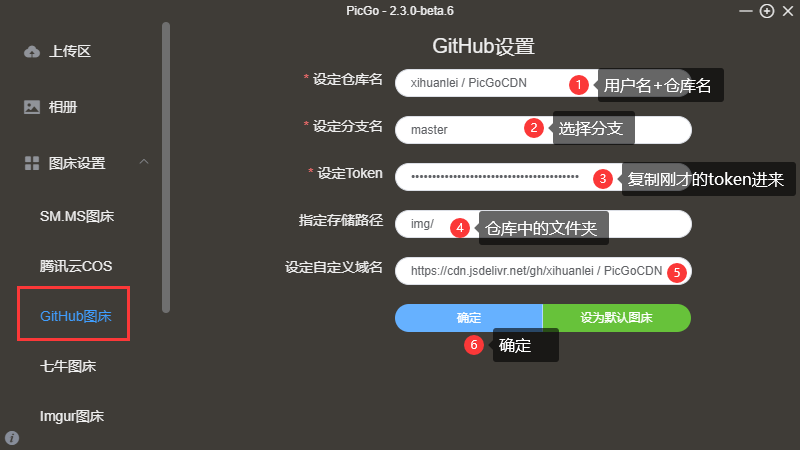 PicGo - 2.3.0-beta.6
上传区
相册
图床设置
SM.MS图床
腾讯云COS
GitHub图床
七牛图床
Imgur图床
GitHub设置
* 设定仓库名
xihuanlei / PicGoCDN
1 用户名+仓库名
* 设定分支名
master
2 选择分支
* 设定Token
3 复制刚才的token进来
指定存储路径
img/
4 仓库中的文件夹
设定自定义域名
https://cdn.jsdelivr.net/gh/xihuanlei / PicGoCDN
5
确定
设为默认图床
6 确定